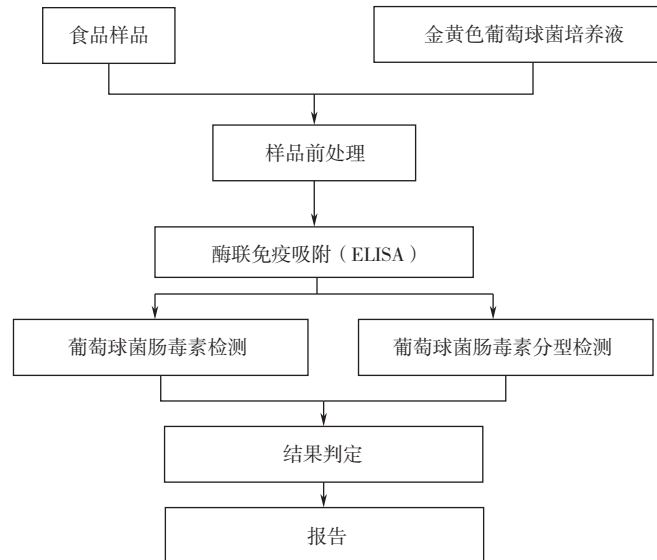 食品样品
金黄色葡萄球菌培养液
样品前处理
酶联免疫吸附（ELISA）
葡萄球菌肠毒素检测
葡萄球菌肠毒素分型检测
结果判定
报告